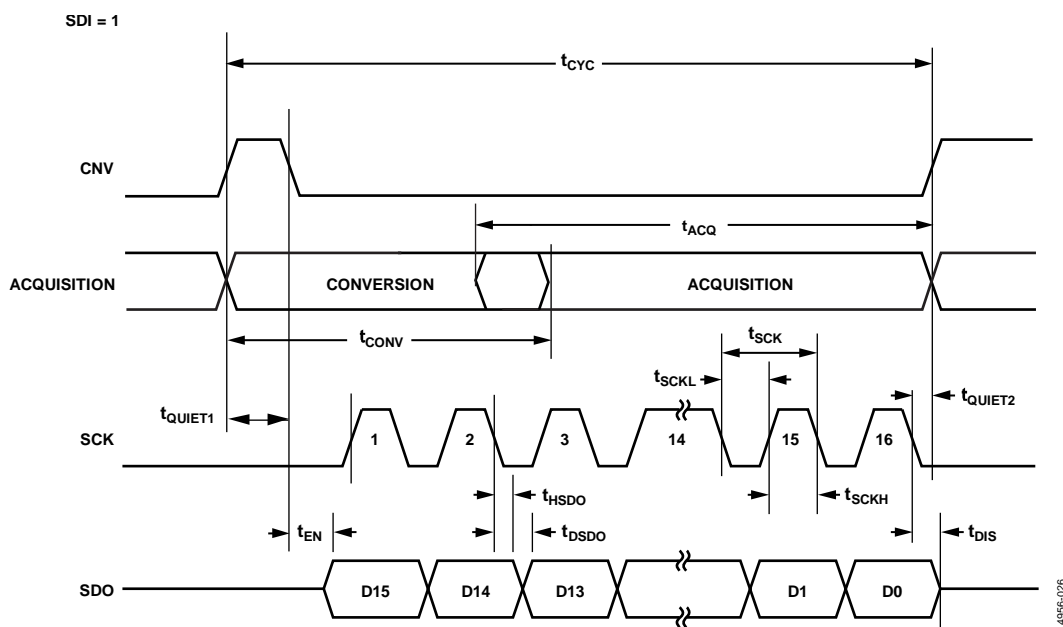 SDI = 1
tCYC
CNV
tACQ
ACQUISITION
CONVERSION
ACQUISITION
tCONV
tSCK
tSCKL
tQUIET1
tQUIET2
SCK
1
2
3
14
15
16
tHSDO
tSCKH
tEN
tDSDO
tDIS
SDO
D15
D14
D13
D1
D0
4956-026